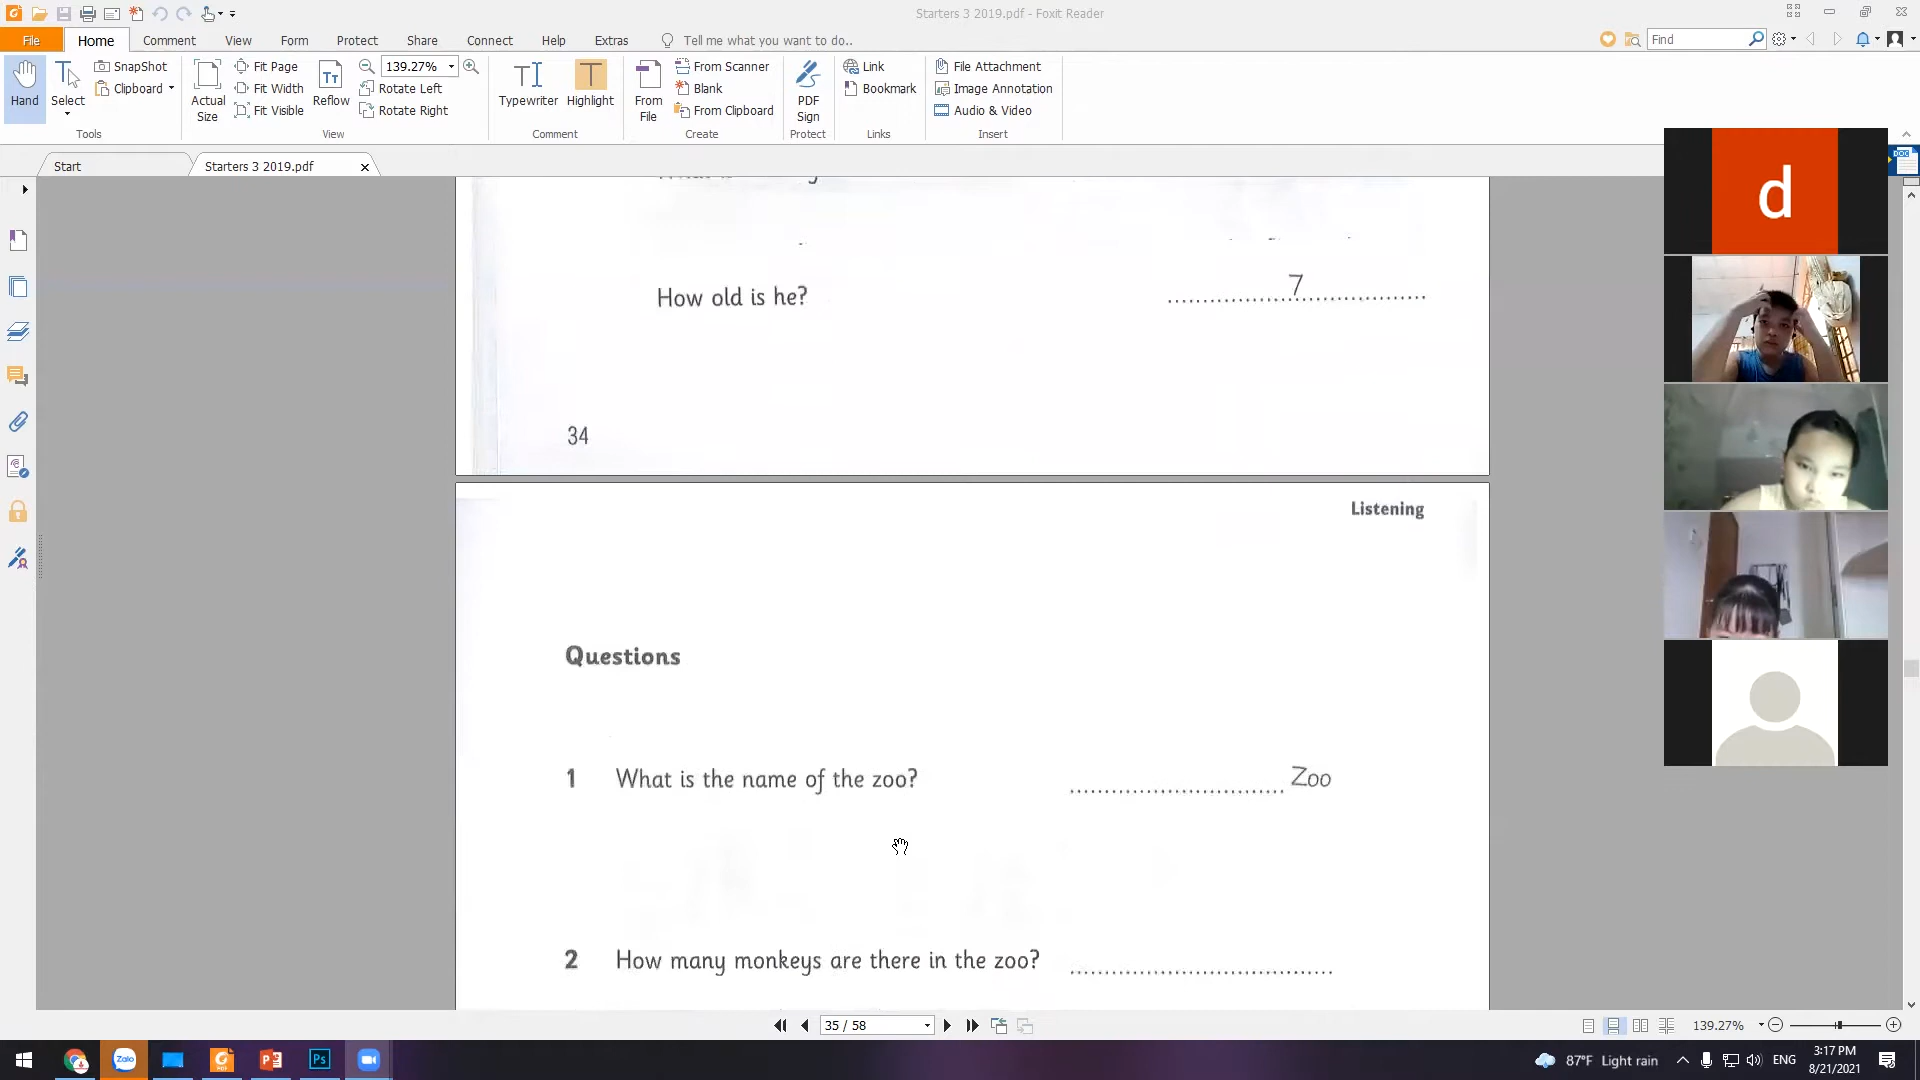 Starters 3 2019.pdf - Foxit Reader
File Home Comment View Form Protect Share Connect Help Extras Tell me what you want to do.. Find
Hand
Select
SnapShot
Clipboard
Tools
Actual Size
Fit Page
Fit Width
Fit Visible
Reflow
139.27%
Rotate Left
Rotate Right
View
Typewriter
Highlight
Comment
From File
From Scanner
Blank
From Clipboard
Create
PDF Sign
Protect
Link
Bookmark
Links
File Attachment
Image Annotation
Audio & Video
Insert
Start
Starters 3 2019.pdf
DOC
d
How old is he? 7
34
Listening
Questions
1 What is the name of the zoo? Zoo
2 How many monkeys are there in the zoo?
35 / 58
139.27%
Zalo
Ps
87°F Light rain
ENG
3:17 PM
8/21/2021